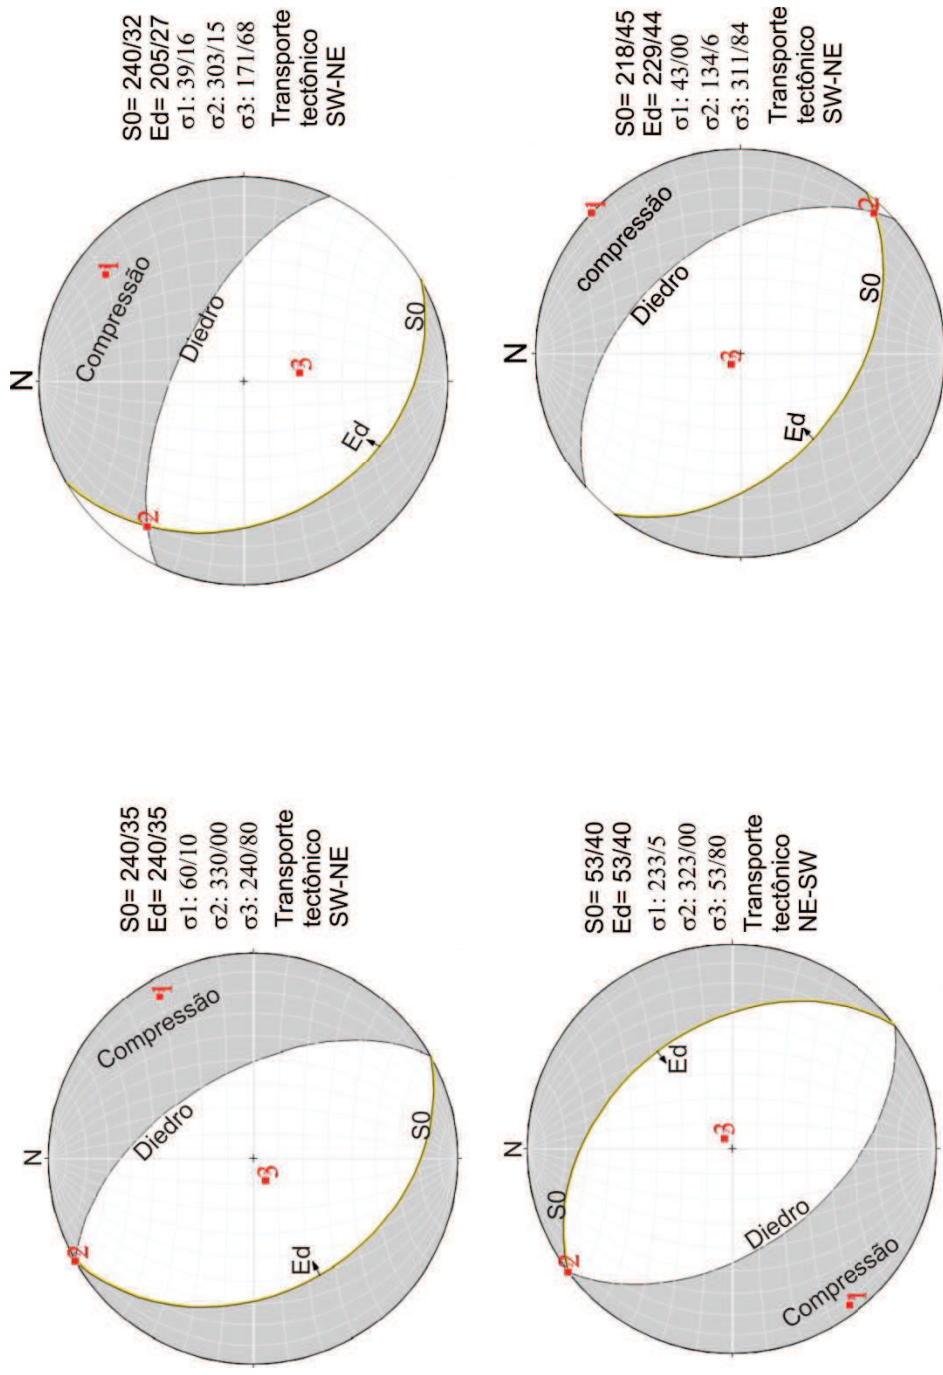 N
Compressão
Diedro
Ed
S0
1
2
3
S0= 240/32
Ed= 205/27
σ1: 39/16
σ2: 303/15
σ3: 171/68
Transporte
tectônico
SW-NE
N
compressão
Diedro
Ed
S0
1
2
3
S0= 218/45
Ed= 229/44
σ1: 43/00
σ2: 134/6
σ3: 311/84
Transporte
tectônico
SW-NE
N
Compressão
Diedro
Ed
S0
1
2
3
S0= 240/35
Ed= 240/35
σ1: 60/10
σ2: 330/00
σ3: 240/80
Transporte
tectônico
SW-NE
N
S0
Ed
Diedro
Compressão
1
2
3
S0= 53/40
Ed= 53/40
σ1: 233/5
σ2: 323/00
σ3: 53/80
Transporte
tectônico
NE-SW